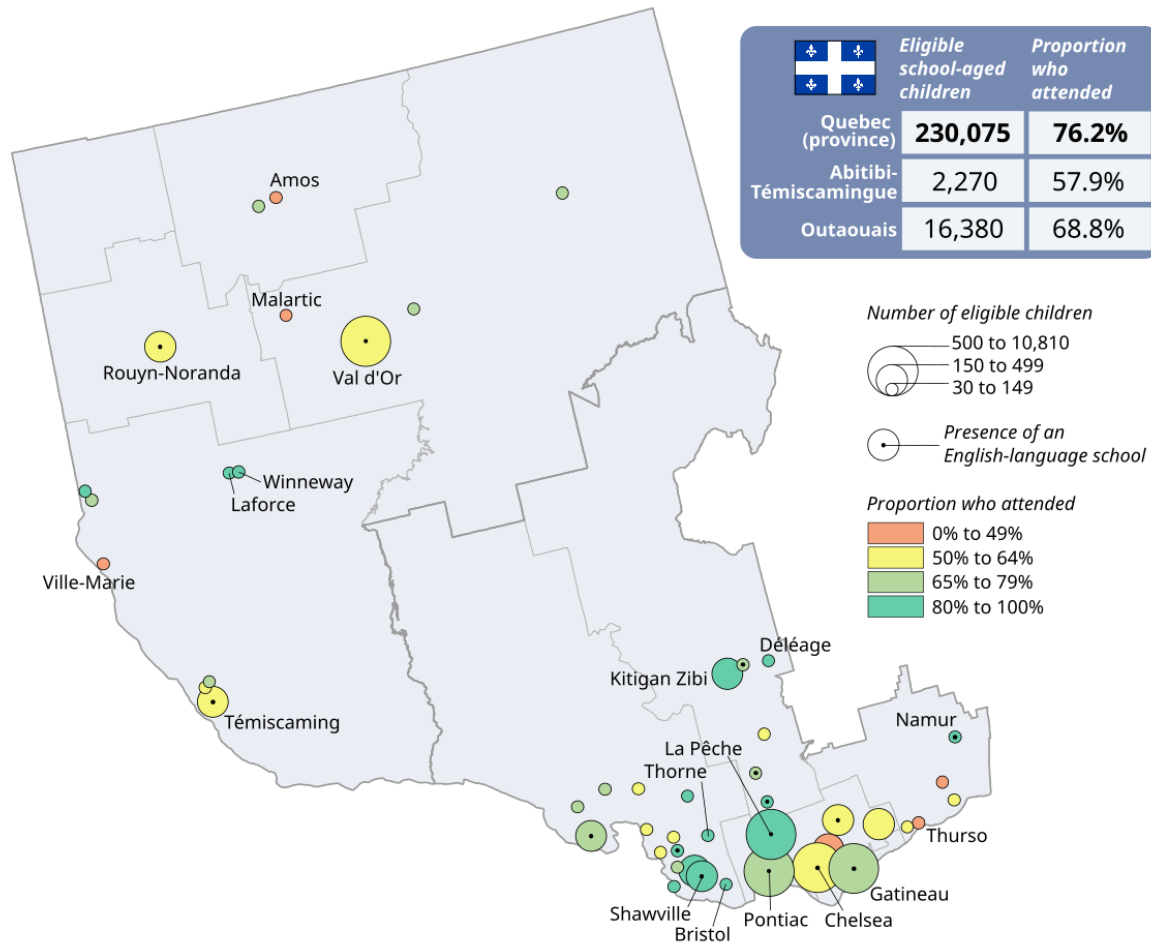 Eligible
school-aged
children
Proportion
who
attended
Quebec
(province)
230,075
76.2%
Abitibi-
Témiscamingue
2,270
57.9%
Outaouais
16,380
68.8%
Amos
Malartic
Rouyn-Noranda
Val d'Or
Number of eligible children
500 to 10,810
150 to 499
30 to 149
Presence of an
English-language school
Winneway
Laforce
Proportion who attended
0% to 49%
50% to 64%
65% to 79%
80% to 100%
Ville-Marie
Déléage
Kitigan Zibi
Témiscaming
Namur
La Pêche
Thorne
Thurso
Gatineau
Shawville
Pontiac
Chelsea
Bristol